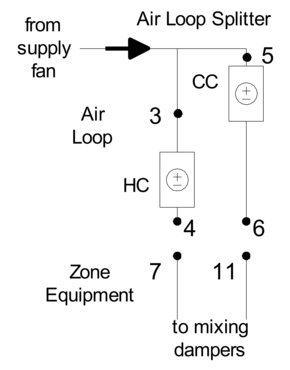 from
supply
fan
Air Loop Splitter
5
CC
Air
Loop
3
HC
4
6
Zone
Equipment
7
11
to mixing
dampers